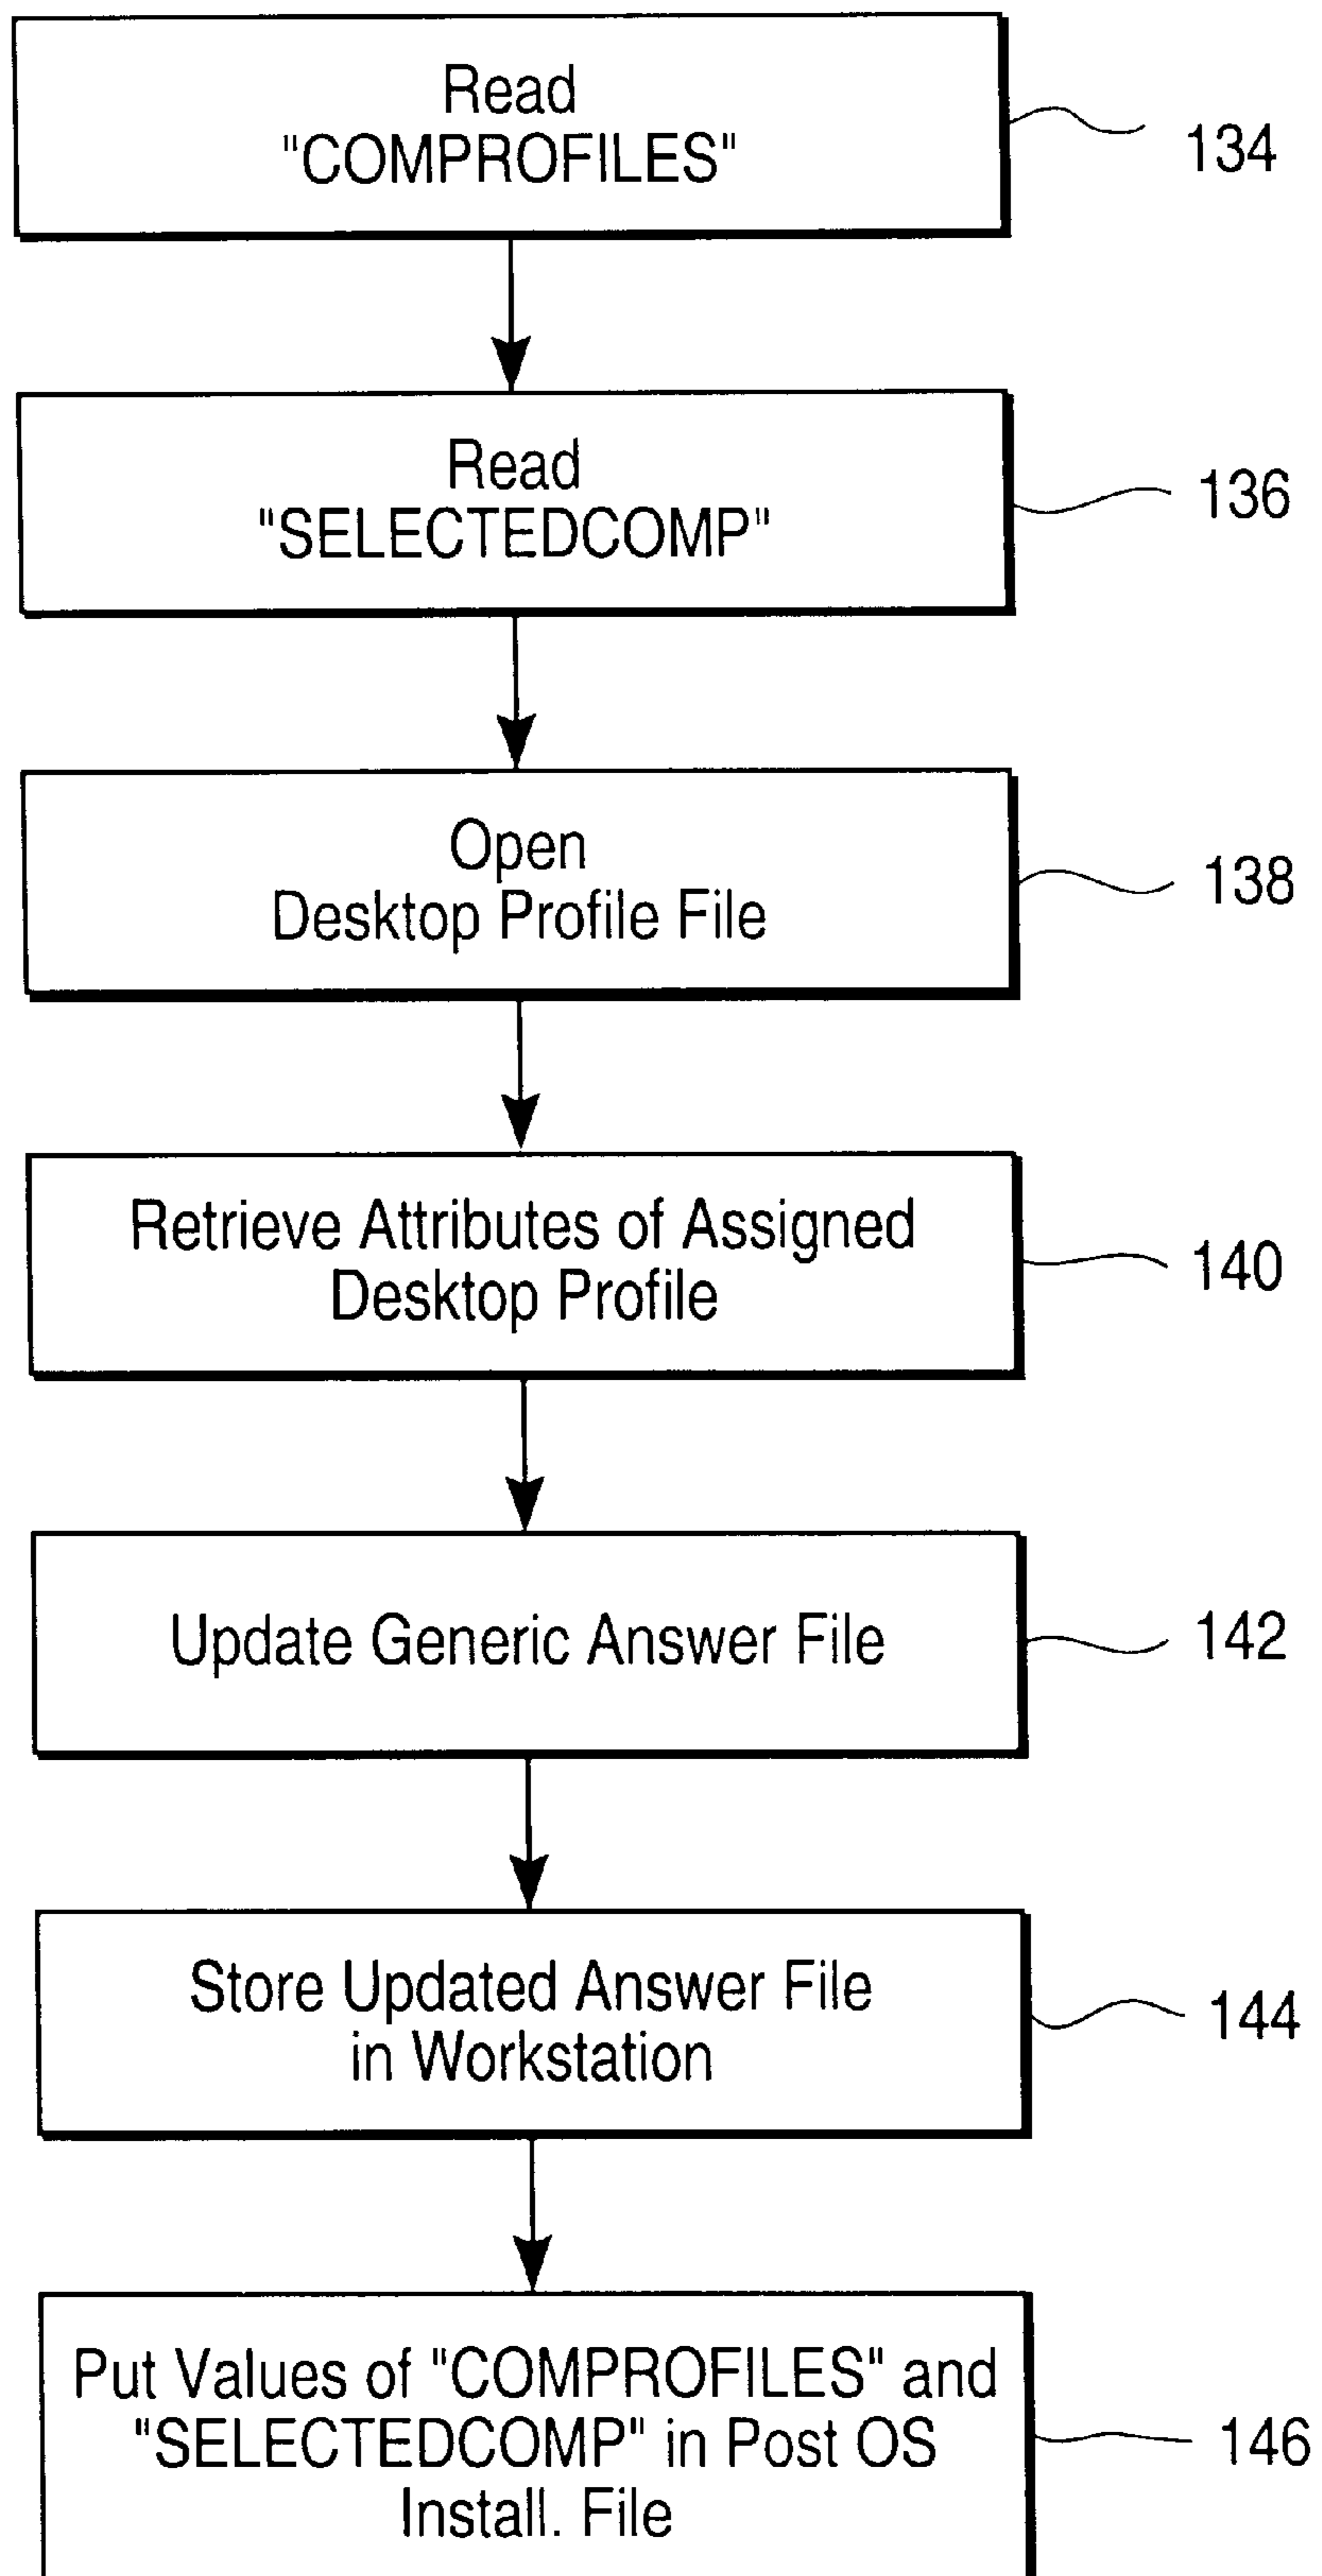 Read
"COMPROFILES"
134
Read
"SELECTEDCOMP"
136
Open
Desktop Profile File
138
Retrieve Attributes of Assigned
Desktop Profile
140
Update Generic Answer File
142
Store Updated Answer File
in Workstation
144
Put Values of "COMPROFILES" and
"SELECTEDCOMP" in Post OS
Install. File
146